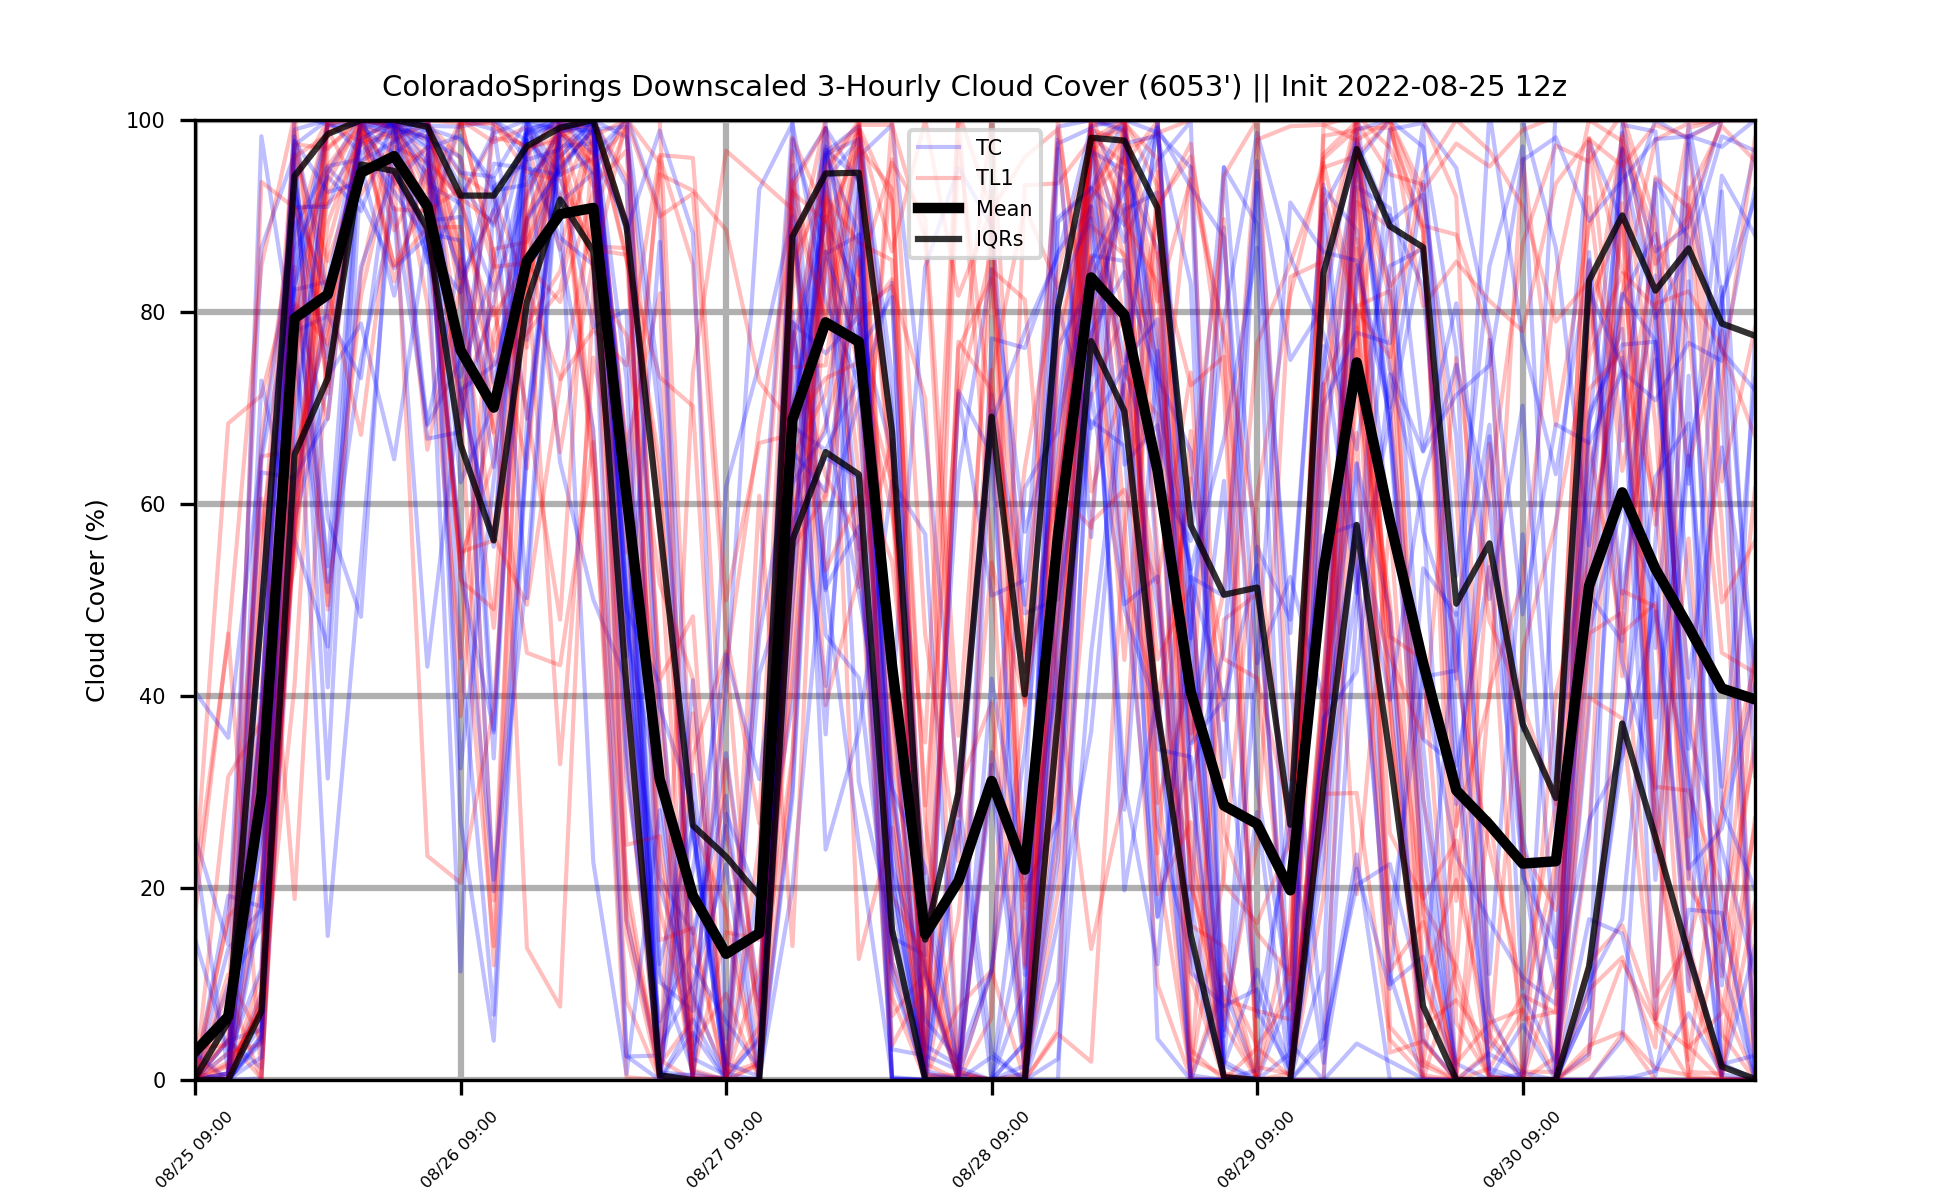 ColoradoSprings Downscaled 3-Hourly Cloud Cover (6053') || Init 2022-08-25 12z
Cloud Cover (%)
100
80
60
40
20
0
TC
TL1
Mean
IQRs
08/25 09:00
08/26 09:00
08/27 09:00
08/28 09:00
08/29 09:00
08/30 09:00